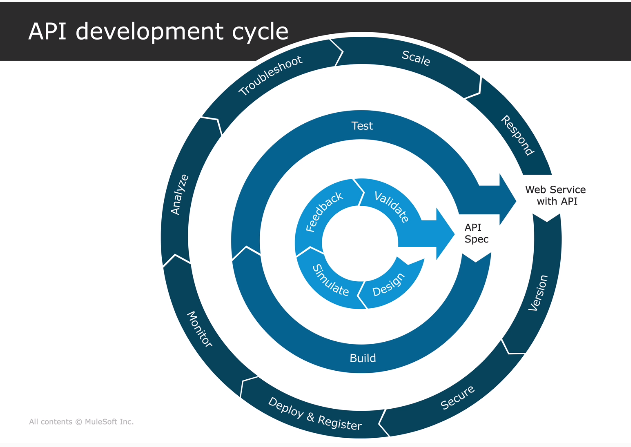 API development cycle
Troubleshoot
Scale
Respond
Analyze
Test
Web Service
with API
Feedback
Validate
API
Spec
Simulate
Design
Version
Monitor
Build
Secure
Deploy & Register
All contents © MuleSoft Inc.